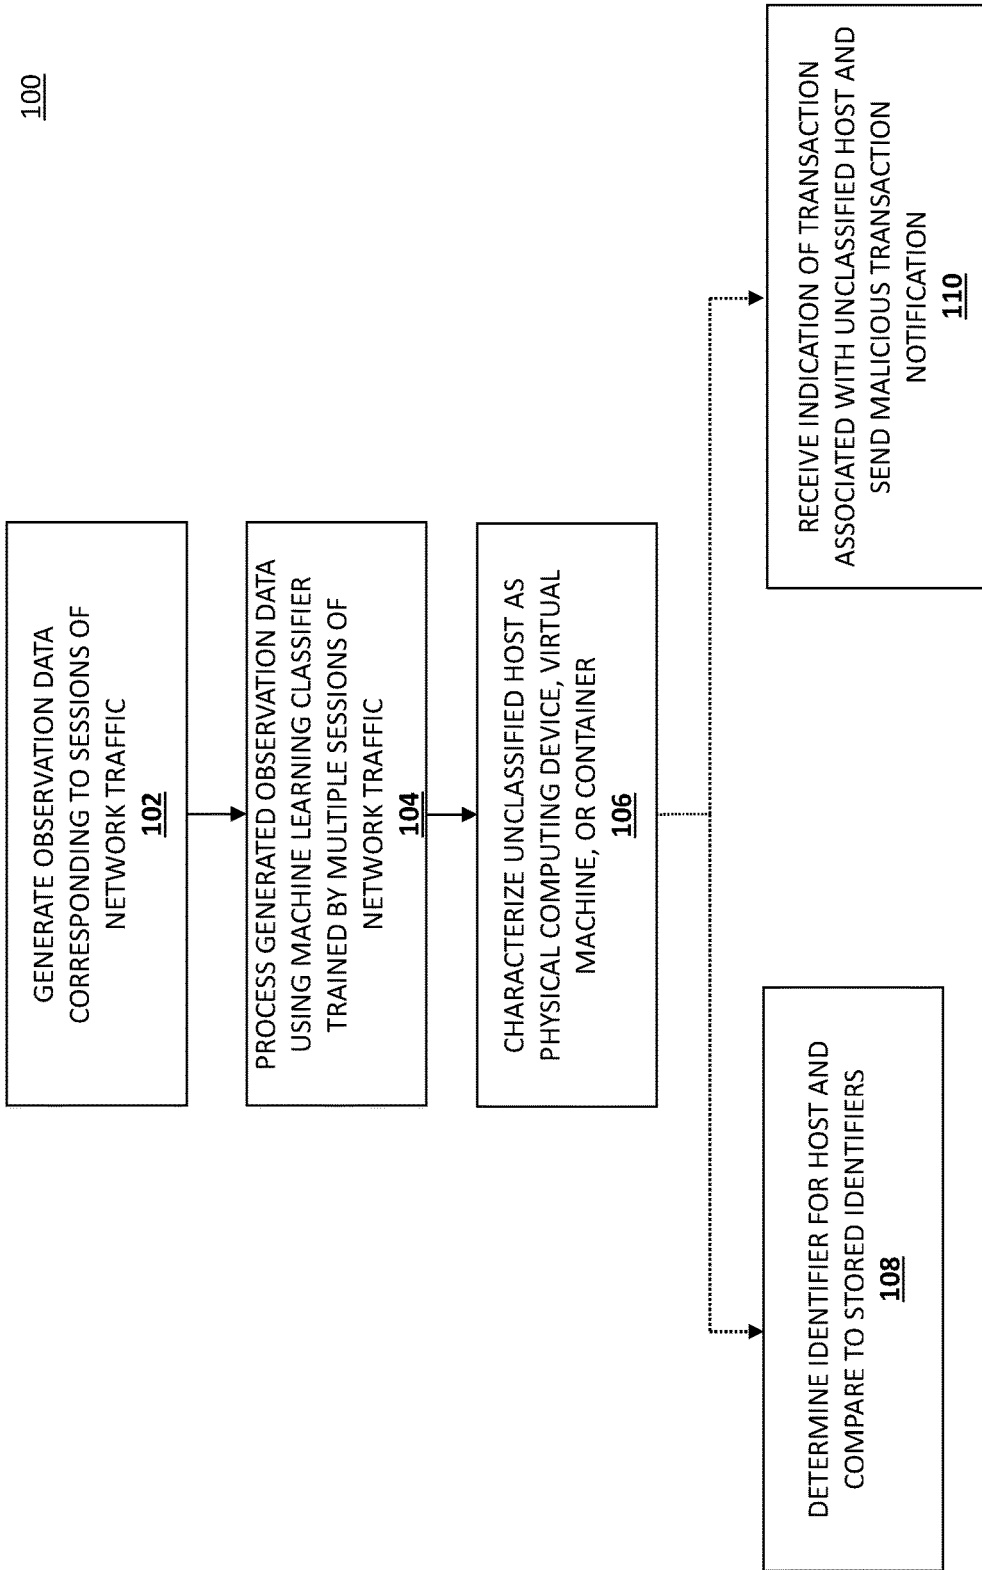 100
GENERATE OBSERVATION DATA
CORRESPONDING TO SESSIONS OF
NETWORK TRAFFIC
102
PROCESS GENERATED OBSERVATION DATA
USING MACHINE LEARNING CLASSIFIER
TRAINED BY MULTIPLE SESSIONS OF
NETWORK TRAFFIC
104
CHARACTERIZE UNCLASSIFIED HOST AS
PHYSICAL COMPUTING DEVICE, VIRTUAL
MACHINE, OR CONTAINER
106
DETERMINE IDENTIFIER FOR HOST AND
COMPARE TO STORED IDENTIFIERS
108
RECEIVE INDICATION OF TRANSACTION
ASSOCIATED WITH UNCLASSIFIED HOST AND
SEND MALICIOUS TRANSACTION
NOTIFICATION
110